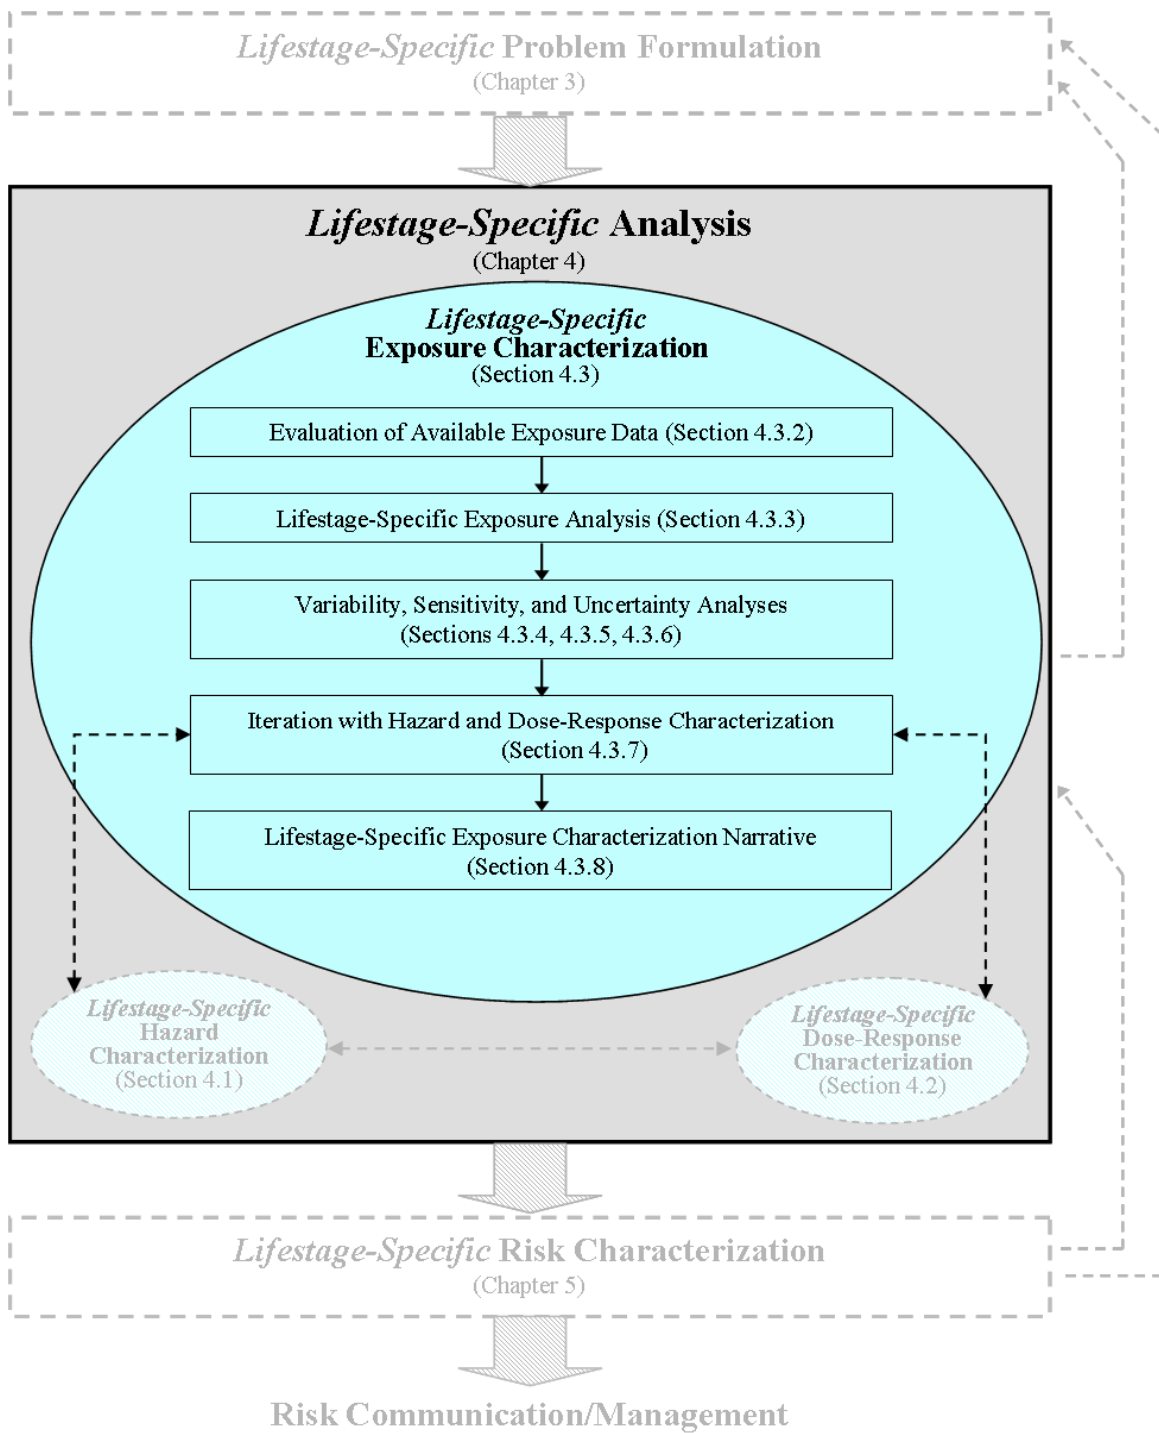 Lifestage-Specific Problem Formulation
(Chapter 3)
Lifestage-Specific Analysis
(Chapter 4)
Lifestage-Specific
Exposure Characterization
(Section 4.3)
Evaluation of Available Exposure Data (Section 4.3.2)
Lifestage-Specific Exposure Analysis (Section 4.3.3)
Variability, Sensitivity, and Uncertainty Analyses
(Sections 4.3.4, 4.3.5, 4.3.6)
Iteration with Hazard and Dose-Response Characterization
(Section 4.3.7)
Lifestage-Specific Exposure Characterization Narrative
(Section 4.3.8)
Lifestage-Specific
Hazard
Characterization
(Section 4.1)
Lifestage-Specific
Dose-Response
Characterization
(Section 4.2)
Lifestage-Specific Risk Characterization
(Chapter 5)
Risk Communication/Management